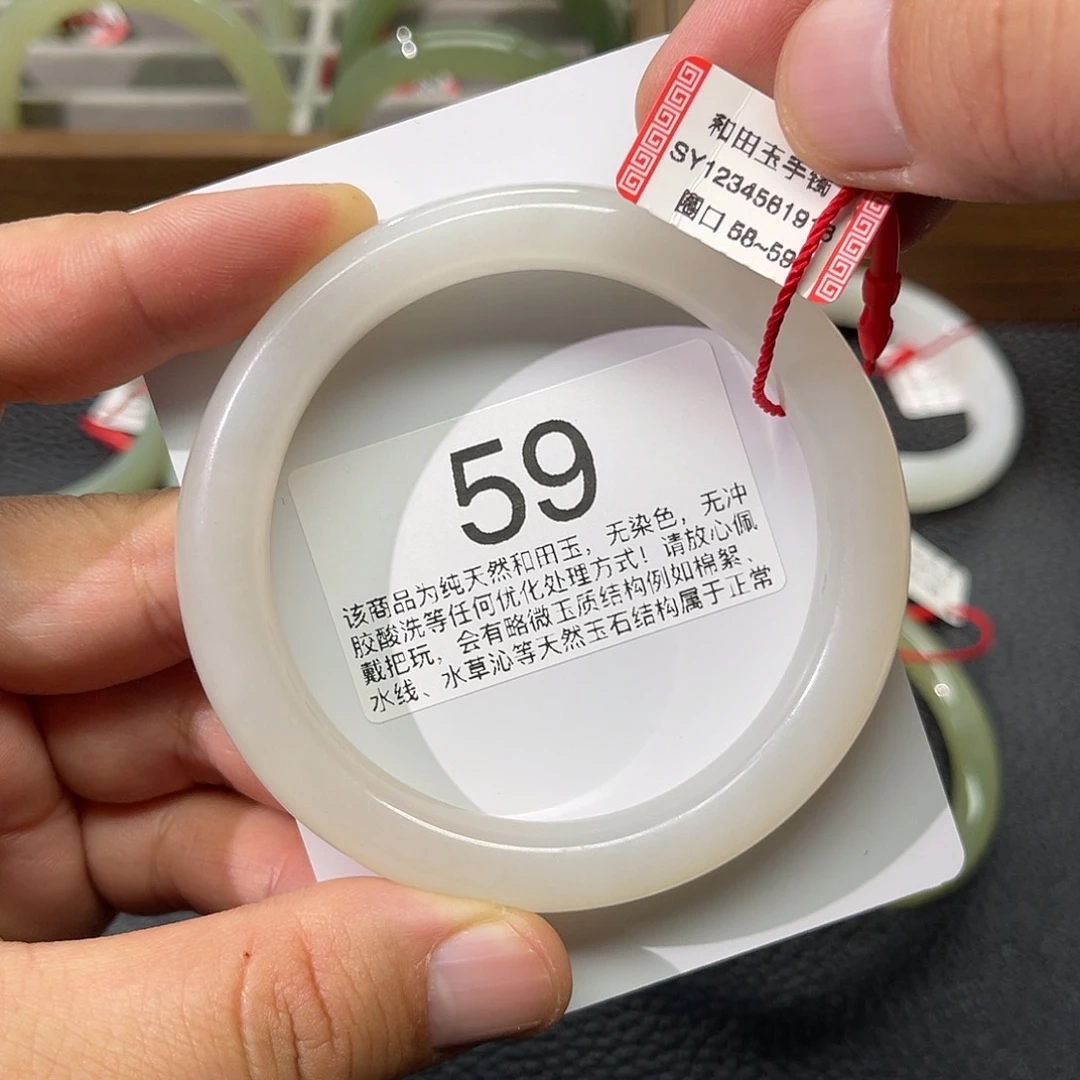 和田玉手镯
SY1234561918
圈口 58~59
59
该商品为纯天然和田玉，无染色，无冲
胶酸洗等任何优化处理方式！请放心佩
戴把玩，会有略微玉质结构例如棉絮、
水线、水草沁等天然玉石结构属于正常